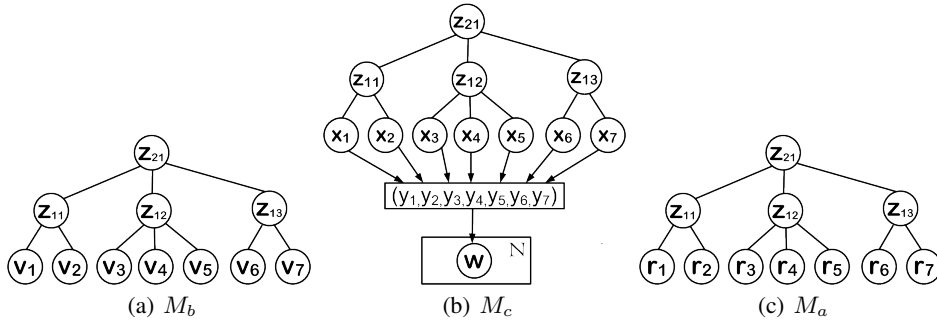 z21
z11 z12 z13
v1 v2 v3 v4 v5 v6 v7
(a) Mb
z21
z11 z12 z13
x1 x2 x3 x4 x5 x6 x7
(y1,y2,y3,y4,y5,y6,y7)
N
w
(b) Mc
z21
z11 z12 z13
r1 r2 r3 r4 r5 r6 r7
(c) Ma